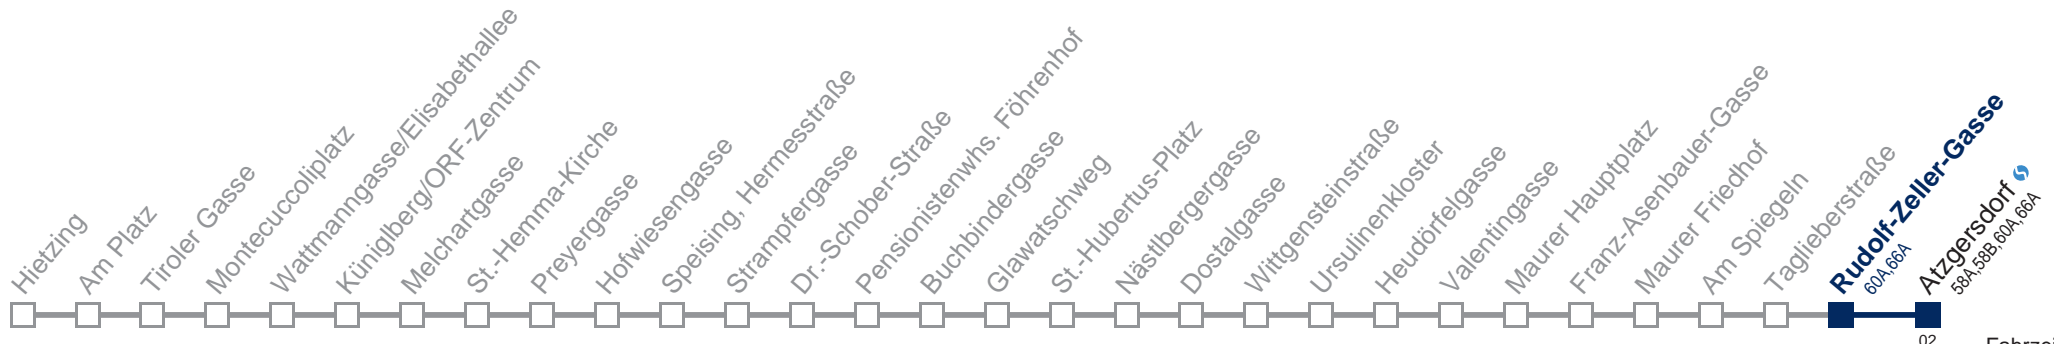 Hietzing
Am Platz
Tiroler Gasse
Montecuccoliplatz
Wattmanngasse/Elisabethallee
Küniglberg/ORF-Zentrum
Melchartgasse
St.-Hemma-Kirche
Preyergasse
Hofwiesengasse
Speising, Hermesstraße
Strampfergasse
Dr.-Schober-Straße
Pensionistenwhs. Föhrenhof
Buchbindergasse
Glawatschweg
St.-Hubertus-Platz
Nästlbergergasse
Dostalgasse
Wittgensteinstraße
Ursulinenkloster
Heudörfelgasse
Valentingasse
Maurer Hauptplatz
Franz-Asenbauer-Gasse
Maurer Friedhof
Am Spiegeln
Taglieberstraße
Rudolf-Zeller-Gasse
60A,66A
Atzgersdorf
58A,58B,60A,66A
02